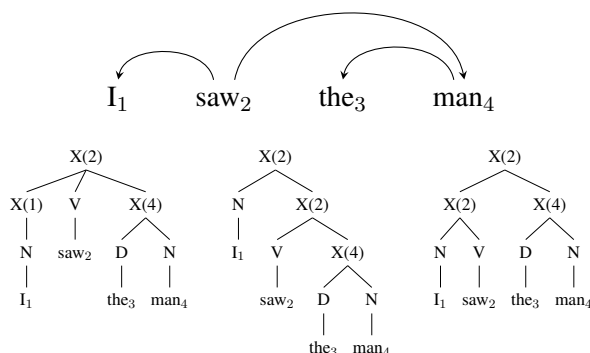 I₁ saw₂ the₃ man₄
X(2) X(2) X(2)
X(1) V X(4) N X(2) X(2) X(4)
N saw₂ D N I₁ V X(4) N V D N
I₁ the₃ man₄ saw₂ D N I₁ saw₂ the₃ man₄
the₃ man₄